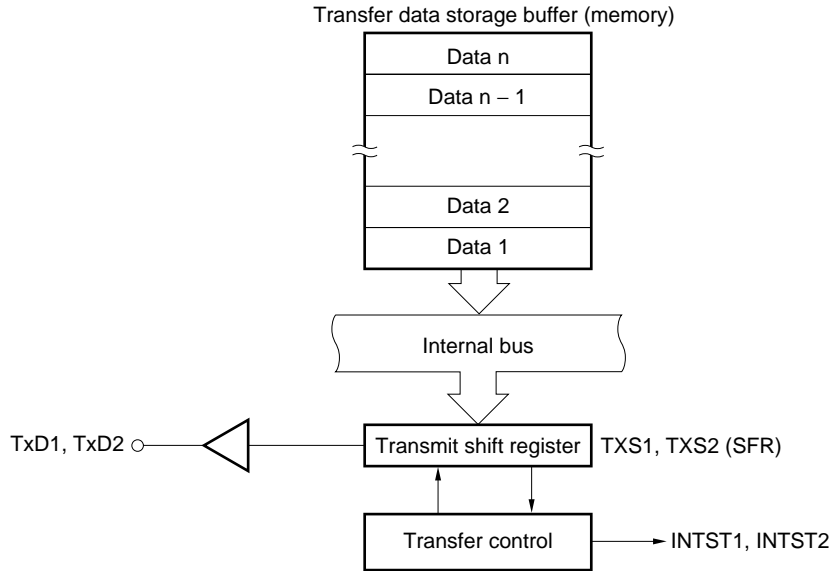 Transfer data storage buffer (memory)
Data n
Data n – 1
Data 2
Data 1
Internal bus
TxD1, TxD2
Transmit shift register
TXS1, TXS2 (SFR)
Transfer control
INTST1, INTST2